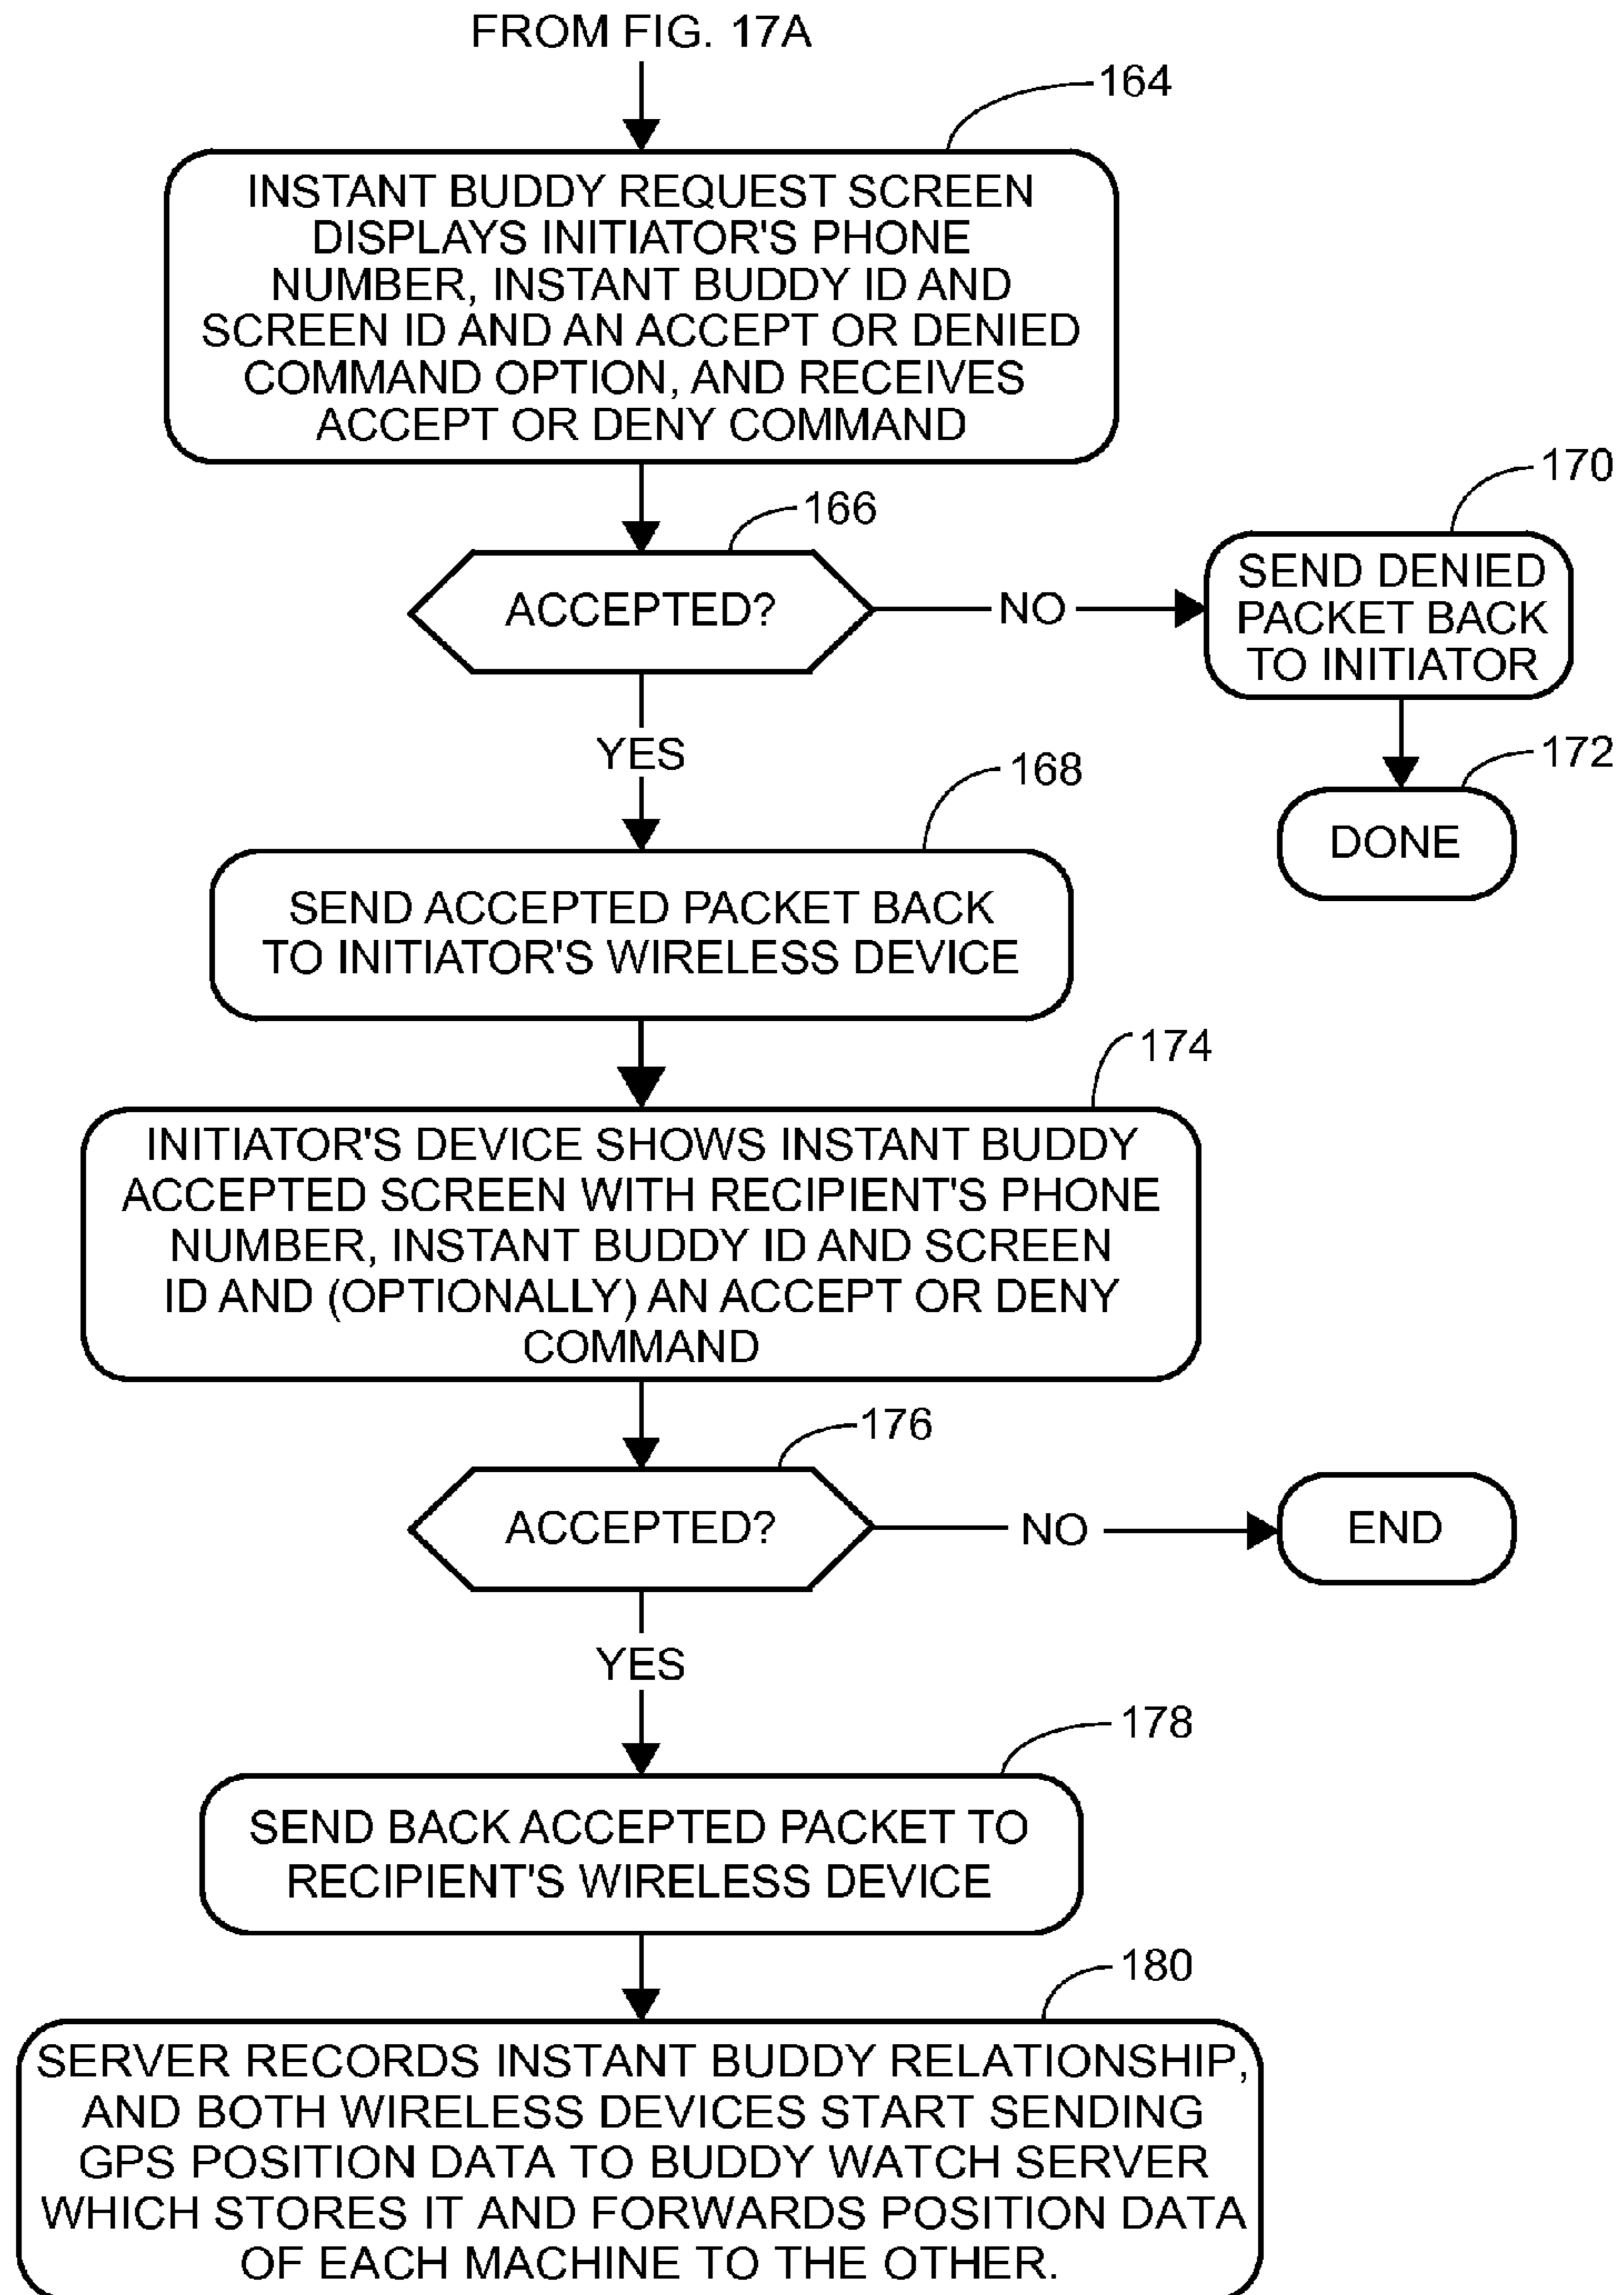 FROM FIG. 17A
164
INSTANT BUDDY REQUEST SCREEN
DISPLAYS INITIATOR'S PHONE
NUMBER, INSTANT BUDDY ID AND
SCREEN ID AND AN ACCEPT OR DENIED
COMMAND OPTION, AND RECEIVES
ACCEPT OR DENY COMMAND
166
ACCEPTED?
NO
170
SEND DENIED
PACKET BACK
TO INITIATOR
172
DONE
YES
168
SEND ACCEPTED PACKET BACK
TO INITIATOR'S WIRELESS DEVICE
174
INITIATOR'S DEVICE SHOWS INSTANT BUDDY
ACCEPTED SCREEN WITH RECIPIENT'S PHONE
NUMBER, INSTANT BUDDY ID AND SCREEN
ID AND (OPTIONALLY) AN ACCEPT OR DENY
COMMAND
176
ACCEPTED?
NO
END
YES
178
SEND BACK ACCEPTED PACKET TO
RECIPIENT'S WIRELESS DEVICE
180
SERVER RECORDS INSTANT BUDDY RELATIONSHIP,
AND BOTH WIRELESS DEVICES START SENDING
GPS POSITION DATA TO BUDDY WATCH SERVER
WHICH STORES IT AND FORWARDS POSITION DATA
OF EACH MACHINE TO THE OTHER.